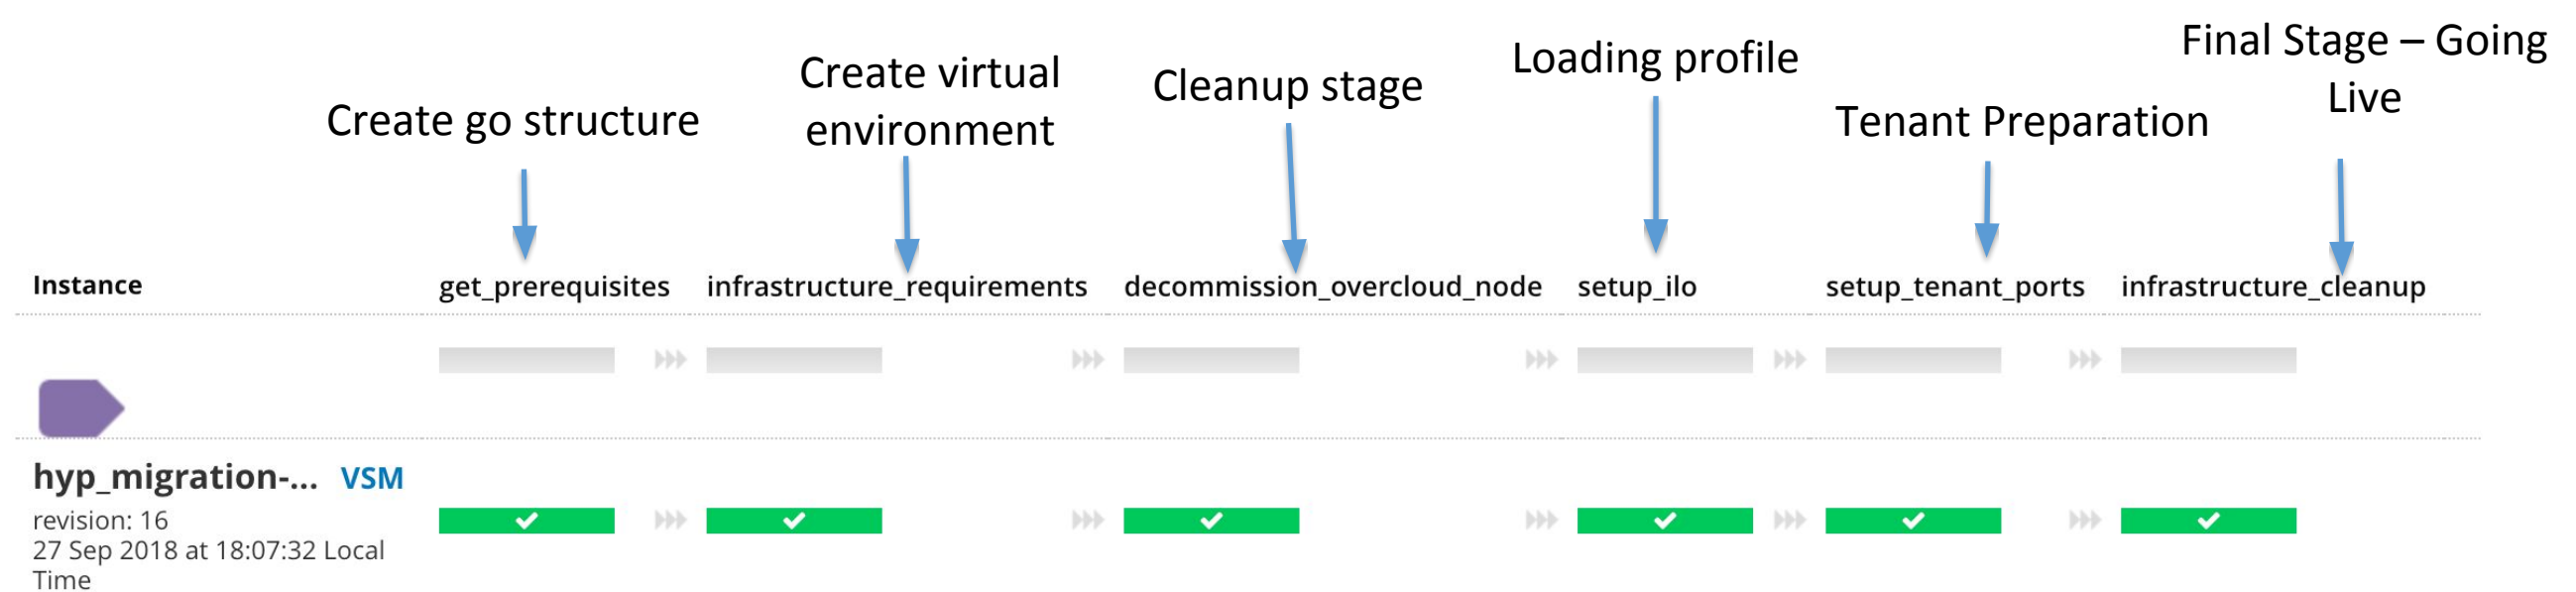 Create go structure
Create virtual
environment
Cleanup stage
Loading profile
Tenant Preparation
Final Stage – Going
Live
Instance get_prerequisites infrastructure_requirements decommission_overcloud_node setup_ilo setup_tenant_ports infrastructure_cleanup
hyp_migration-... VSM
revision: 16
27 Sep 2018 at 18:07:32 Local
Time